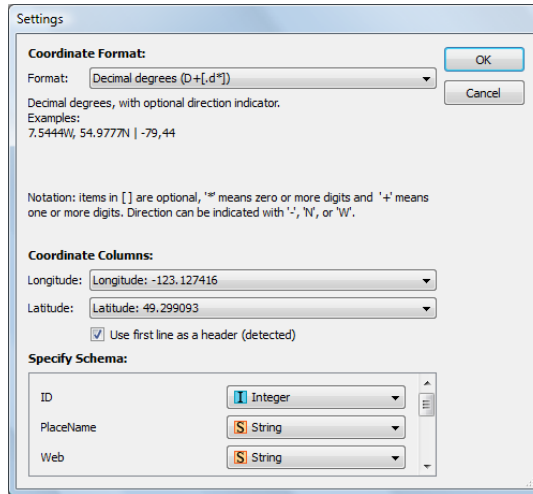 Settings
Coordinate Format:
OK
Format: Decimal degrees (D+[.d*])
Cancel
Decimal degrees, with optional direction indicator.
Examples:
7.5444W, 54.9777N | -79,44
Notation: items in [ ] are optional, '*' means zero or more digits and '+' means
one or more digits. Direction can be indicated with '-', 'N', or 'W'.
Coordinate Columns:
Longitude: Longitude: -123.127416
Latitude: Latitude: 49.299093
Use first line as a header (detected)
Specify Schema:
ID I Integer
PlaceName S String
Web S String